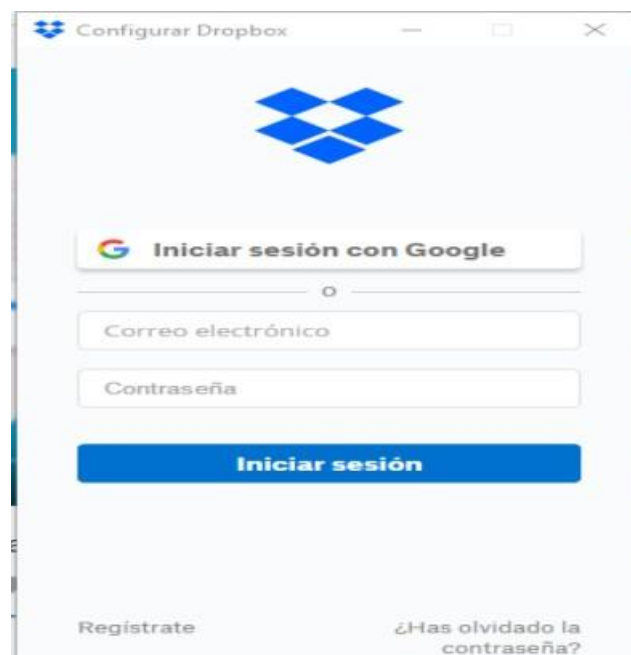 Configurar Dropbox
Iniciar sesión con Google
o
Correo electrónico
Contraseña
Iniciar sesión
Regístrate
¿Has olvidado la
contraseña?